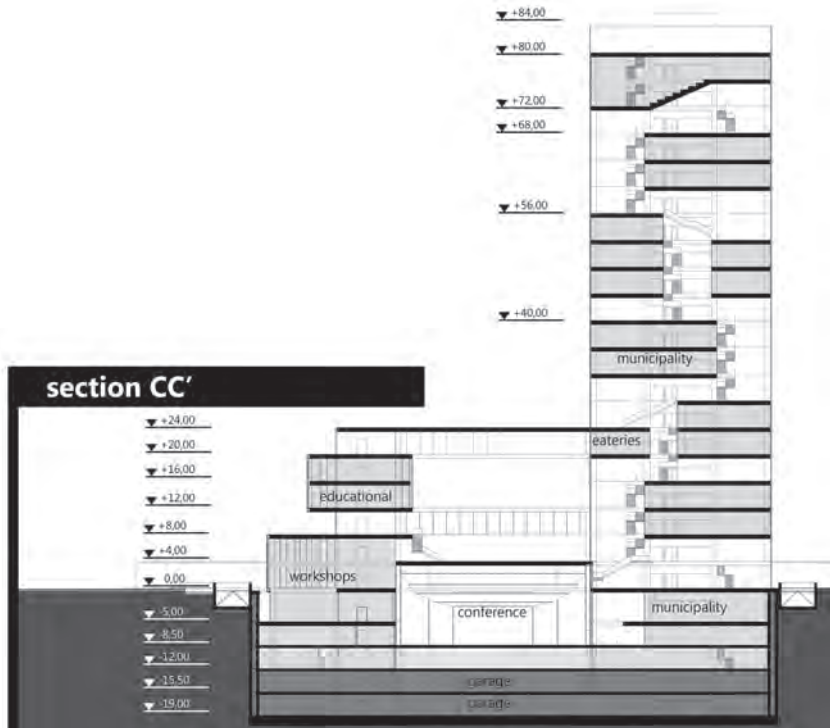 +84,00
+80,00
+72,00
+68,00
+56,00
+40,00
municipality
section CC’
+24,00
+20,00
eateries
+16,00
educational
+12,00
+8,00
+4,00
workshops
0,00
conference
municipality
-5,00
-8,50
-12,00
-15,50
garage
-19,00
garage